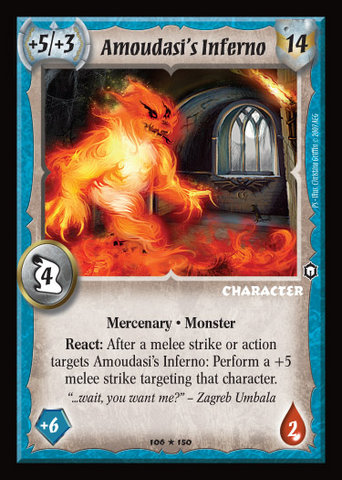 +5/+3
Amoudasi's Inferno
14
4
CHARACTER
Mercenary • Monster
React: After a melee strike or action
targets Amoudasi's Inferno: Perform a +5
melee strike targeting that character.
"...wait, you want me?" – Zagreb Umbala
+6
106 ★ 150
2